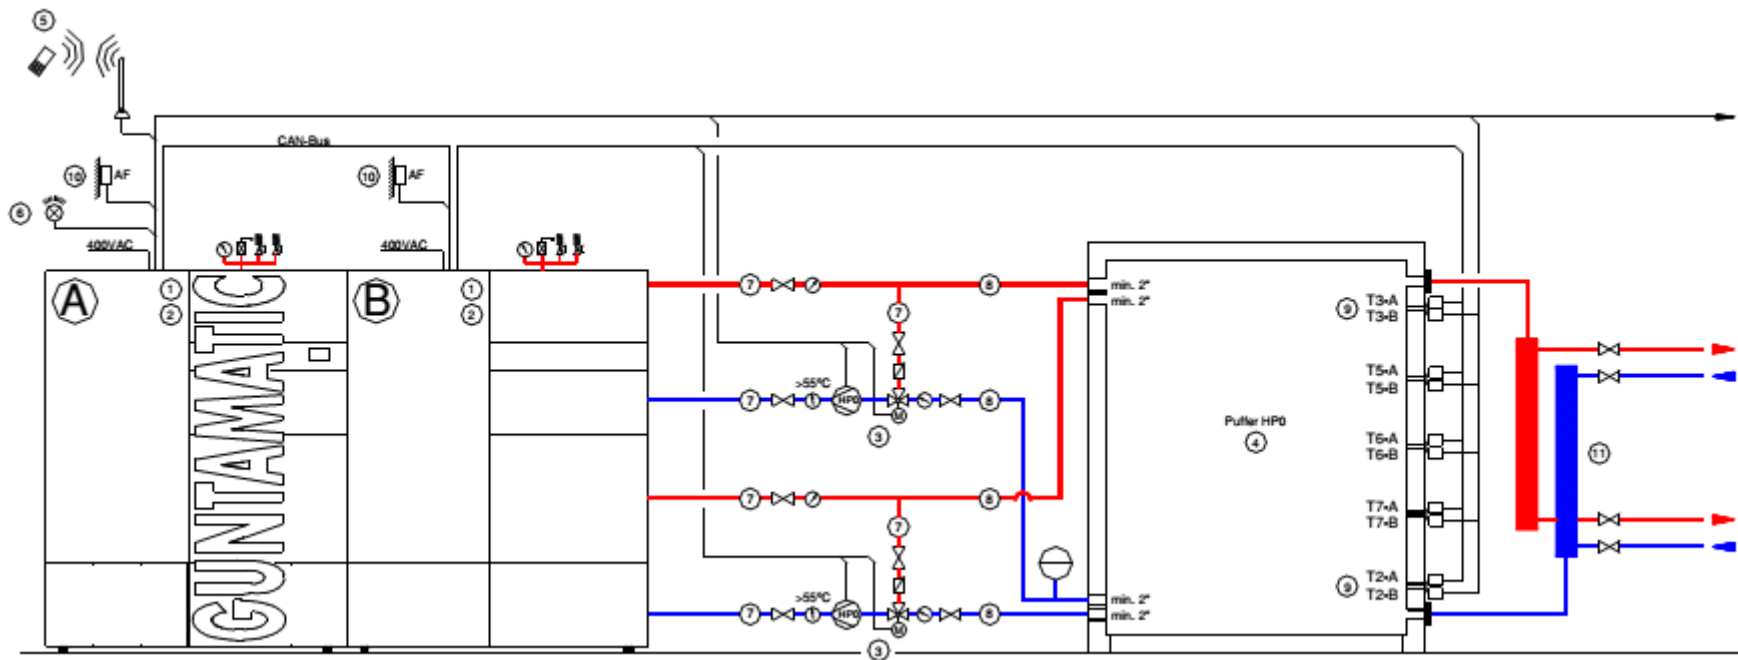 5
CAN-Bus
10 AF
10 AF
6
400VAC
400VAC
A
1
2
GUNTAMATIC
B
1
2
7
8
min. 2"
min. 2"
7
9
T3•A
T3•B
T5•A
T5•B
>55°C
7
HP0
M
8
3
Puffer HP0
4
T6•A
T6•B
11
7
8
T7•A
T7•B
7
9
T2•A
T2•B
>55°C
7
HP0
M
8
min. 2"
min. 2"
3